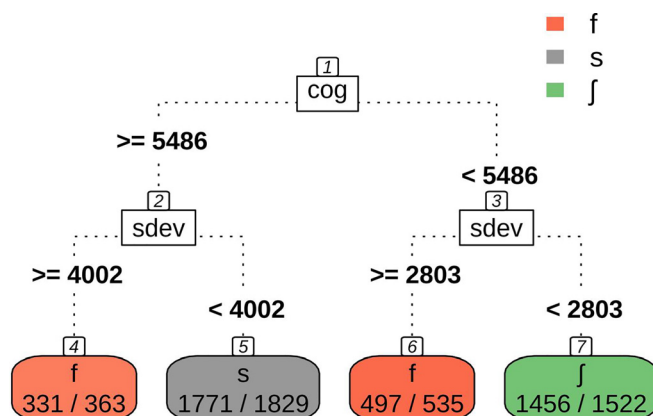 f
s
ʃ
1
cog
>= 5486
< 5486
2
3
sdev
sdev
>= 4002
>= 2803
< 4002
< 2803
4
5
6
7
f
s
f
ʃ
331 / 363
1771 / 1829
497 / 535
1456 / 1522